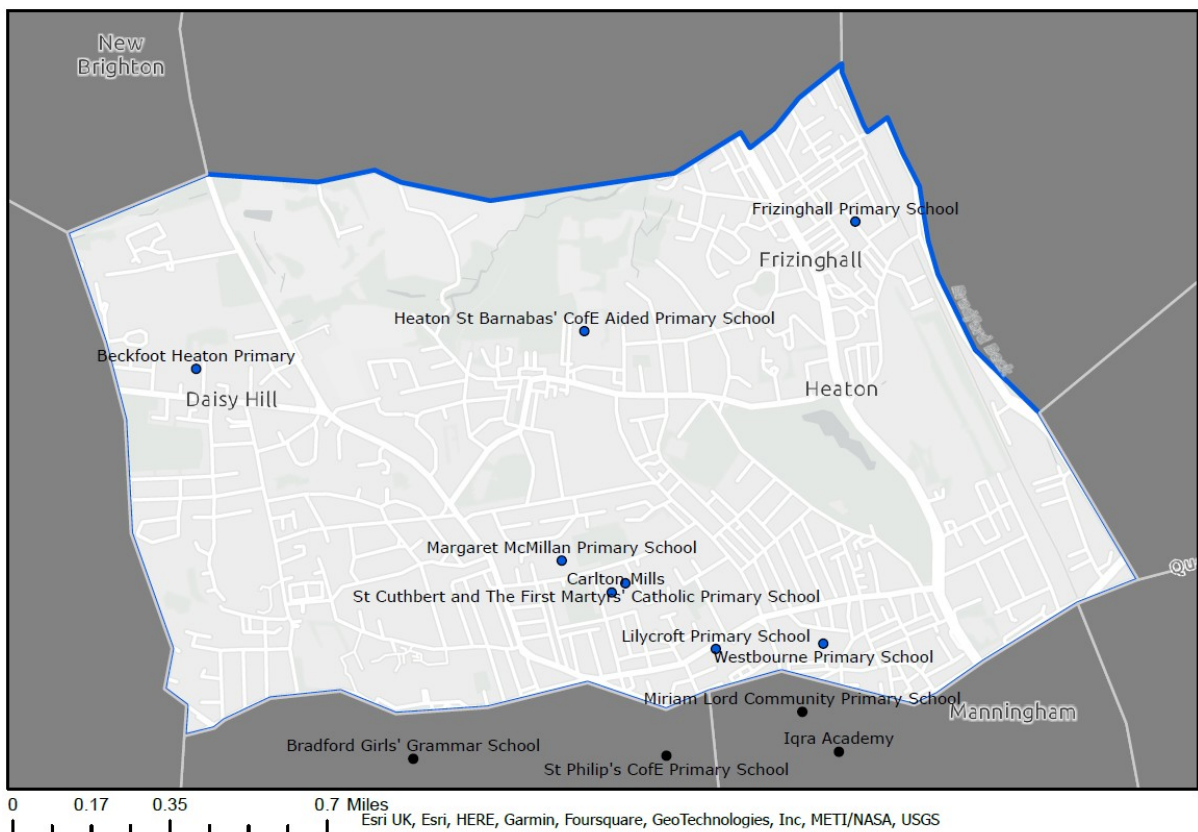 New
Brighton
Frizinghall Primary School
Frizinghall
Bradford Beck
Heaton St Barnabas' CofE Aided Primary School
Beckfoot Heaton Primary
Daisy Hill
Heaton
Margaret McMillan Primary School
Carlton Mills
St Cuthbert and The First Martyrs' Catholic Primary School
Qu
Lilycroft Primary School
Westbourne Primary School
Miriam Lord Community Primary School
Manningham
Bradford Girls' Grammar School
Iqra Academy
St Philip's CofE Primary School
0 0.17 0.35 0.7 Miles
Esri UK, Esri, HERE, Garmin, Foursquare, GeoTechnologies, Inc, METI/NASA, USGS